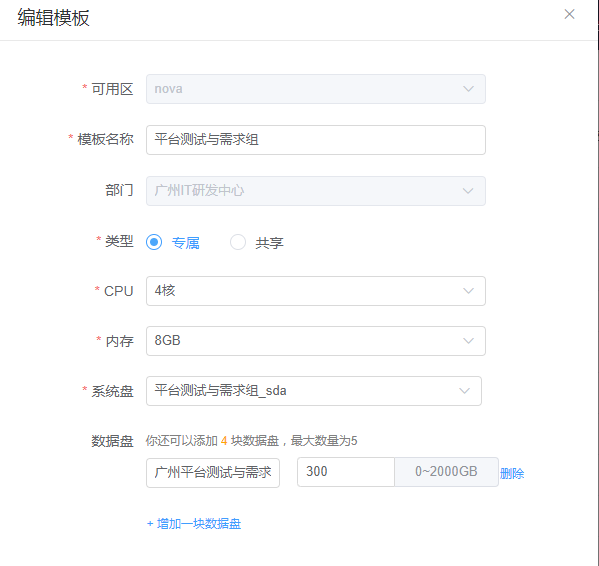 编辑模板
* 可用区 nova
* 模板名称 平台测试与需求组
部门 广州IT研发中心
* 类型 专属 共享
* CPU 4核
* 内存 8GB
* 系统盘 平台测试与需求组_sda
数据盘 你还可以添加 4 块数据盘，最大数量为5
广州平台测试与需求 300 0~2000GB 删除
+ 增加一块数据盘